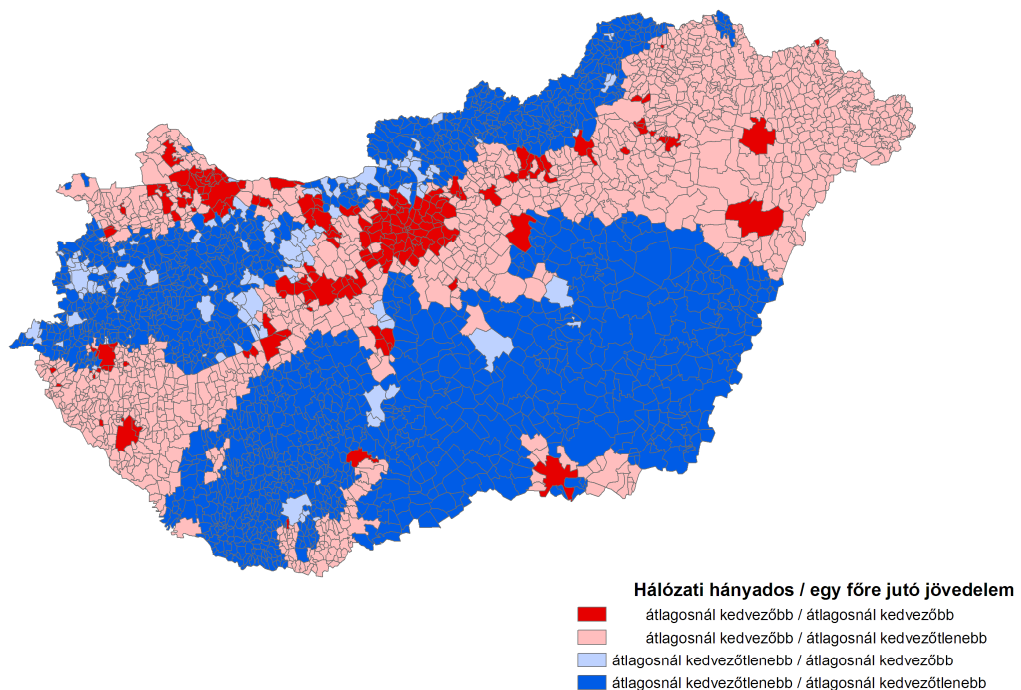 Hálózati hányados / egy főre jutó jövedelem
átlagosnál kedvezőbb / átlagosnál kedvezőbb
átlagosnál kedvezőbb / átlagosnál kedvezőtlenebb
átlagosnál kedvezőtlenebb / átlagosnál kedvezőbb
átlagosnál kedvezőtlenebb / átlagosnál kedvezőtlenebb